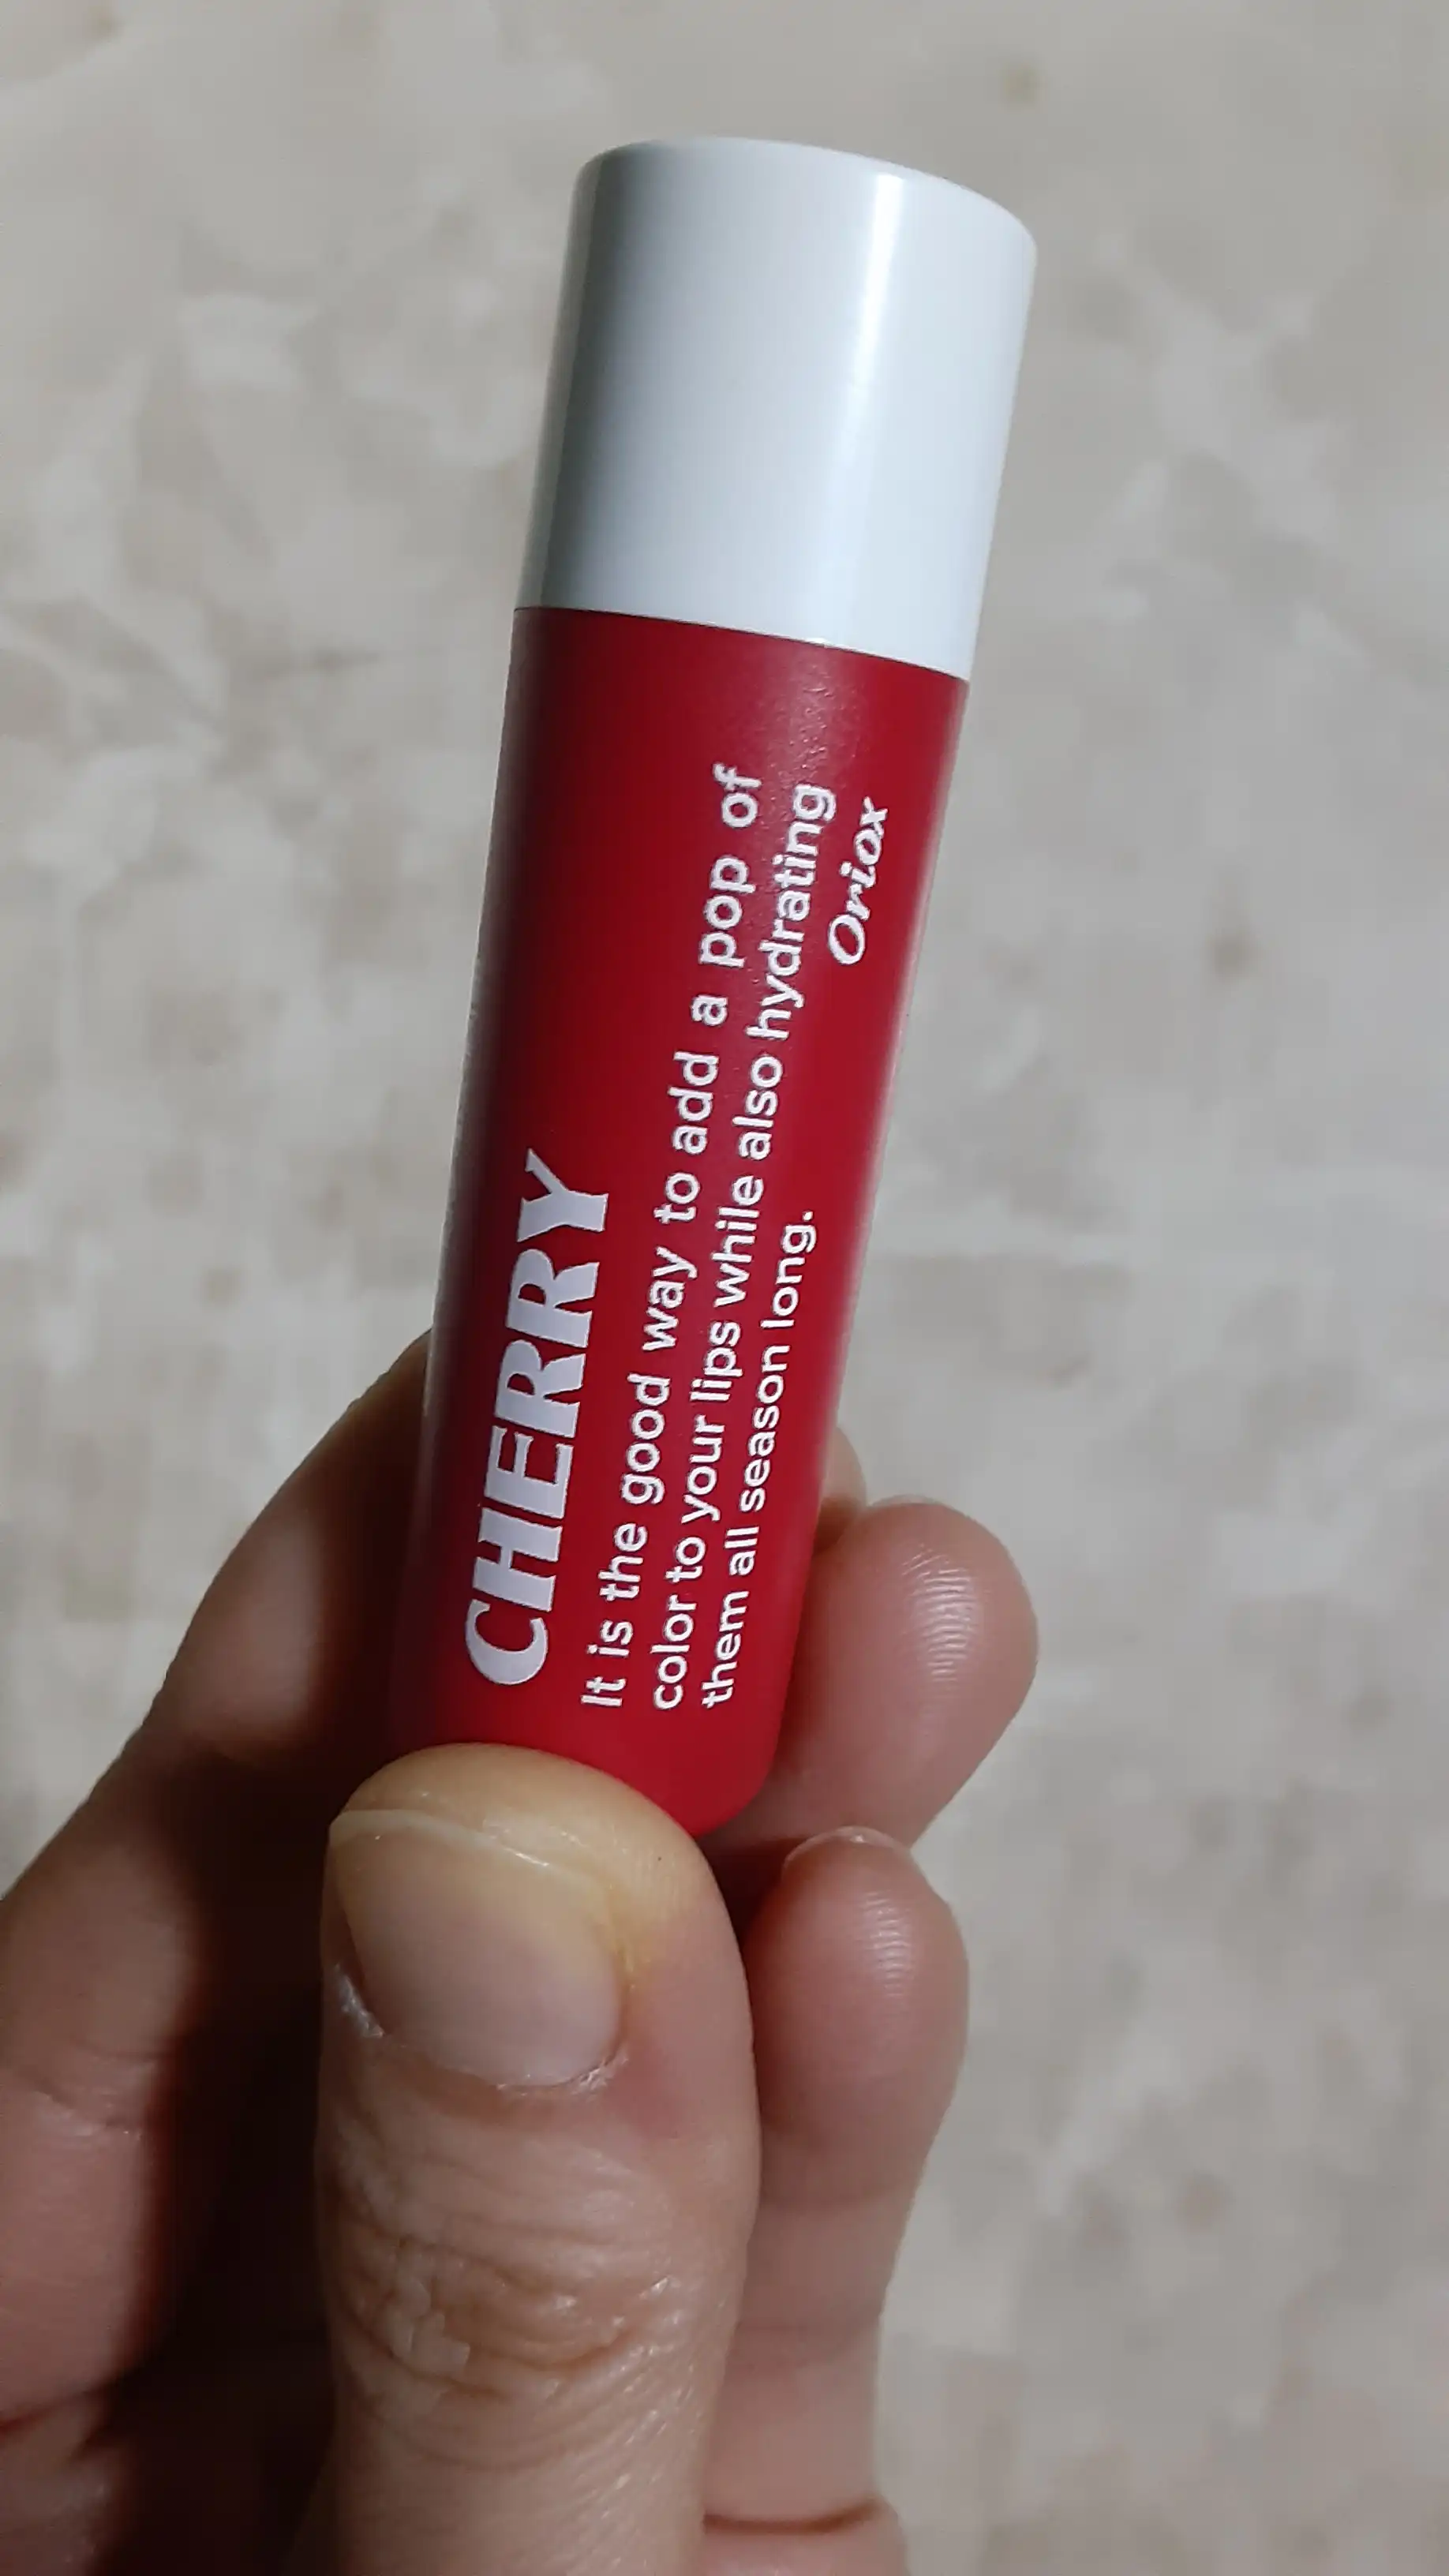 CHERRY
It is the good way to add a pop of
color to your lips while also hydrating
them all season long.
Oriox